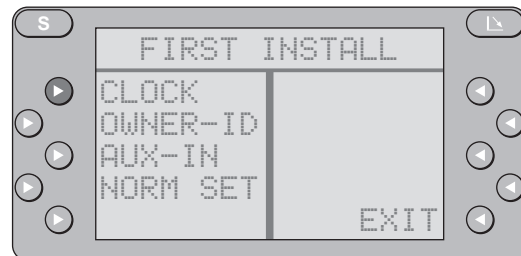 S
FIRST INSTALL
CLOCK
OWNER-ID
AUX-IN
NORM SET
EXIT